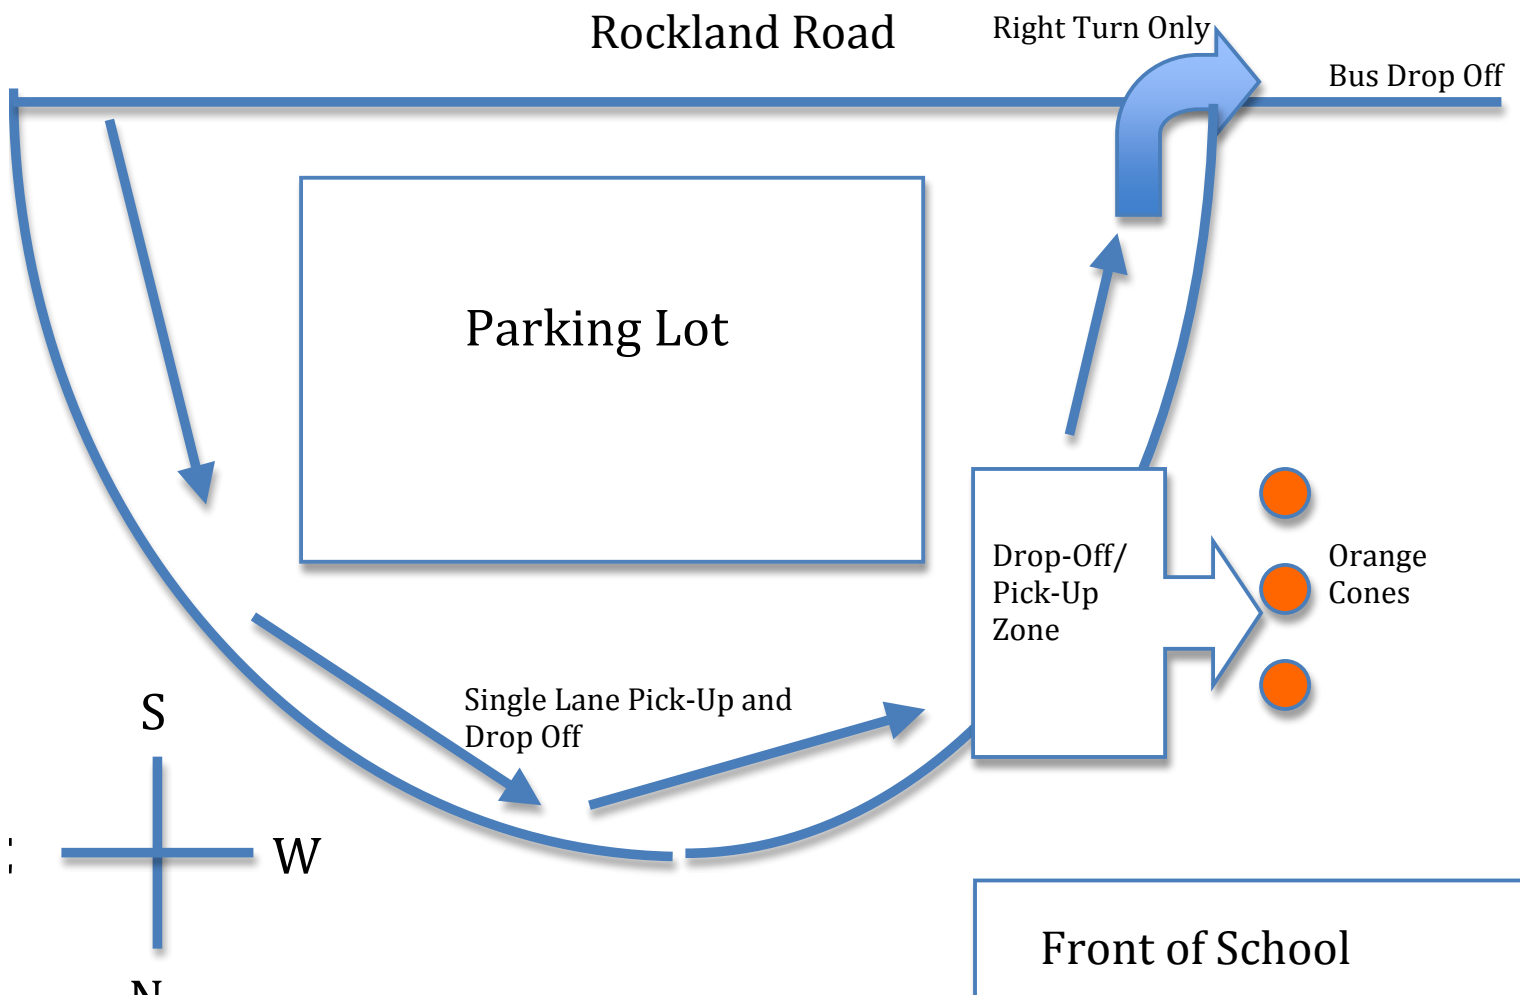 Rockland Road
Right Turn Only
Bus Drop Off
Parking Lot
Drop-Off/
Pick-Up
Zone
Orange
Cones
Single Lane Pick-Up and
Drop Off
S
W
N
Front of School